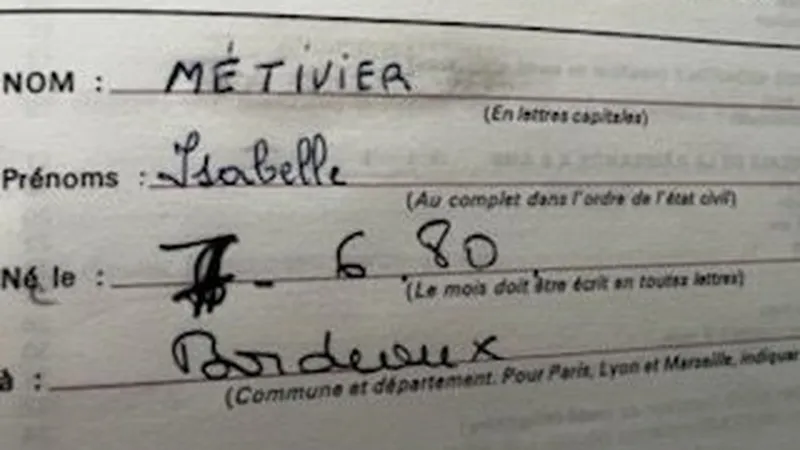 NOM : MÉTIVIER
(En lettres capitales)
Prénoms : Isabelle
(Au complet dans l'ordre de l'état civil)
Né le : - 6 80
(Le mois doit être écrit en toutes lettres)
à : Bordeaux
(Commune et département. Pour Paris, Lyon et Marseille, indiquer